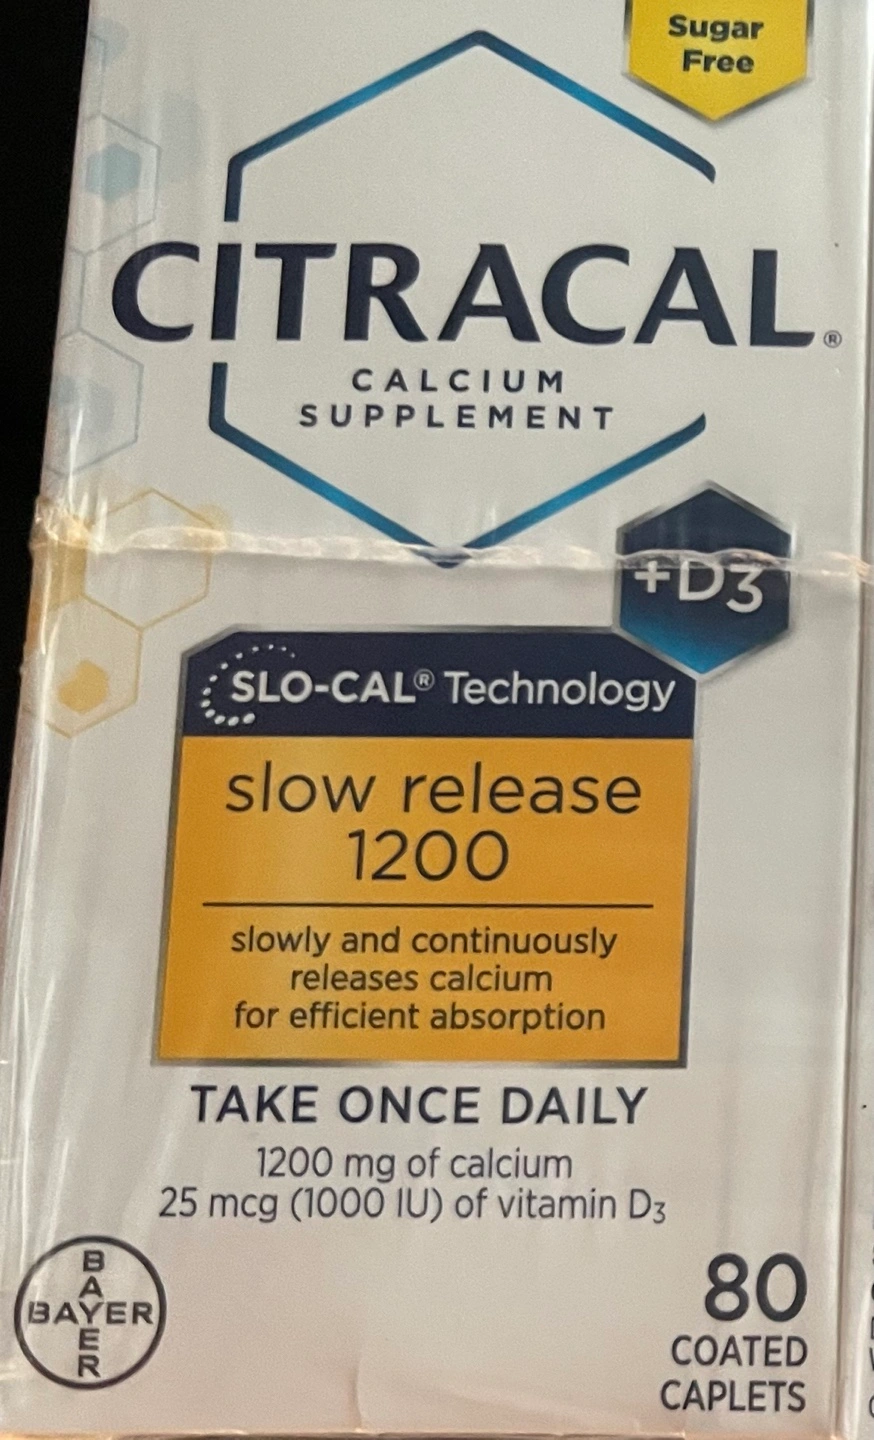 Sugar
Free
CITRACAL®
CALCIUM
SUPPLEMENT
+D3
SLO-CAL® Technology
slow release
1200
slowly and continuously
releases calcium
for efficient absorption
TAKE ONCE DAILY
1200 mg of calcium
25 mcg (1000 IU) of vitamin D3
BAYER
BAYER
80
COATED
CAPLETS